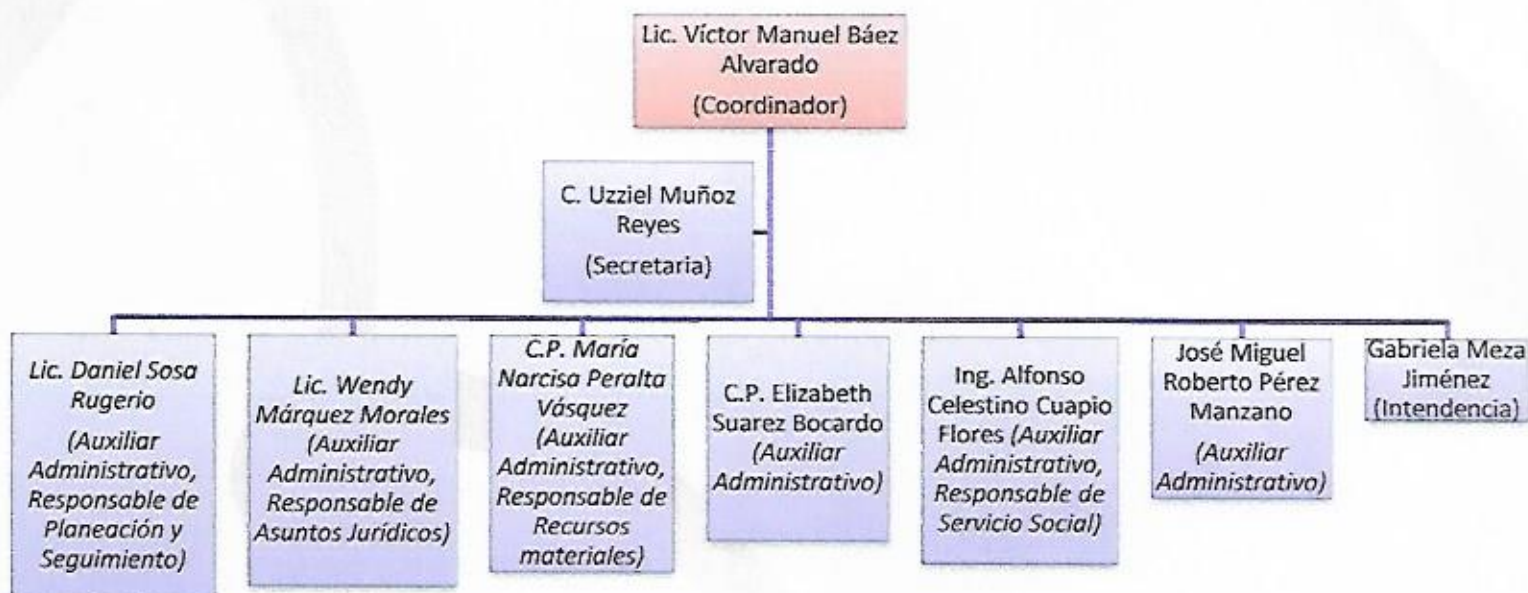 Lic. Víctor Manuel Báez
Alvarado
(Coordinador)
C. Uzziel Muñoz
Reyes
(Secretaria)
Lic. Daniel Sosa
Rugerio
(Auxiliar
Administrativo,
Responsable de
Planeación y
Seguimiento)
Lic. Wendy
Márquez Morales
(Auxiliar
Administrativo,
Responsable de
Asuntos Jurídicos)
C.P. María
Narcisa Peralta
Vásquez
(Auxiliar
Administrativo,
Responsable de
Recursos
materiales)
C.P. Elizabeth
Suarez Bocardo
(Auxiliar
Administrativo)
Ing. Alfonso
Celestino Cuapio
Flores (Auxiliar
Administrativo,
Responsable de
Servicio Social)
José Miguel
Roberto Pérez
Manzano
(Auxiliar
Administrativo)
Gabriela Meza
Jiménez
(Intendencia)